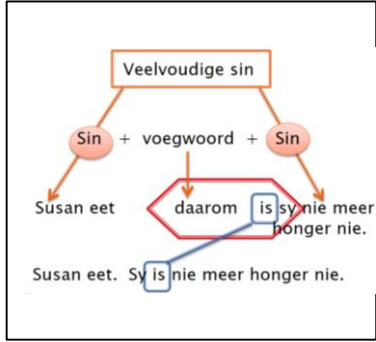 Veelvoudige sin
Sin + voegwoord + Sin
Susan eet daarom is sy nie meer
honger nie.
Susan eet. Sy is nie meer honger nie.